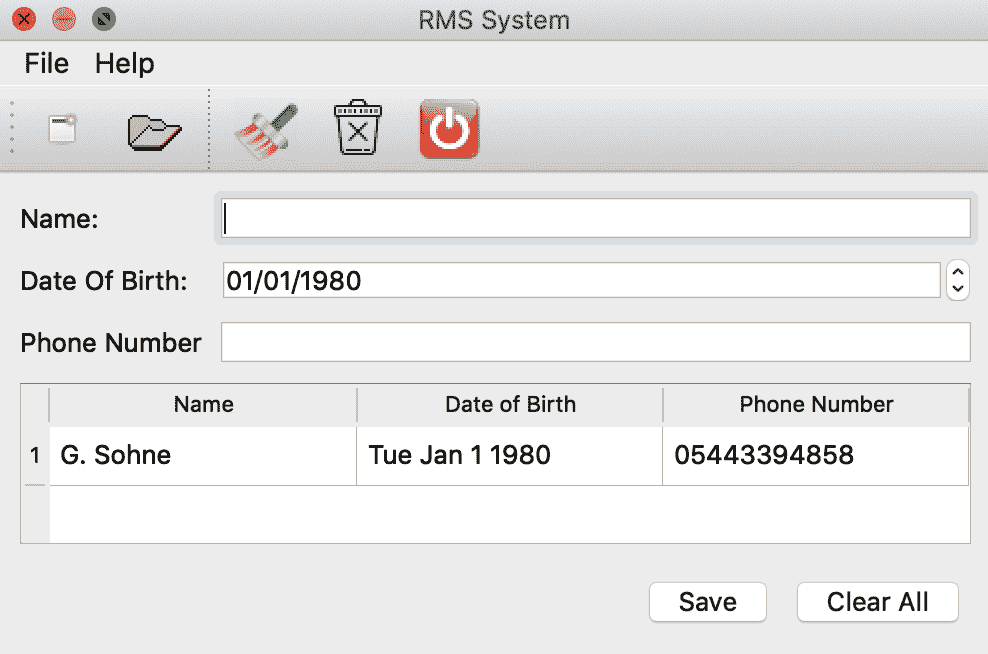 RMS System
File Help
Name:
Date Of Birth: 01/01/1980
Phone Number
Name Date of Birth Phone Number
1 G. Sohne Tue Jan 1 1980 05443394858
Save Clear All